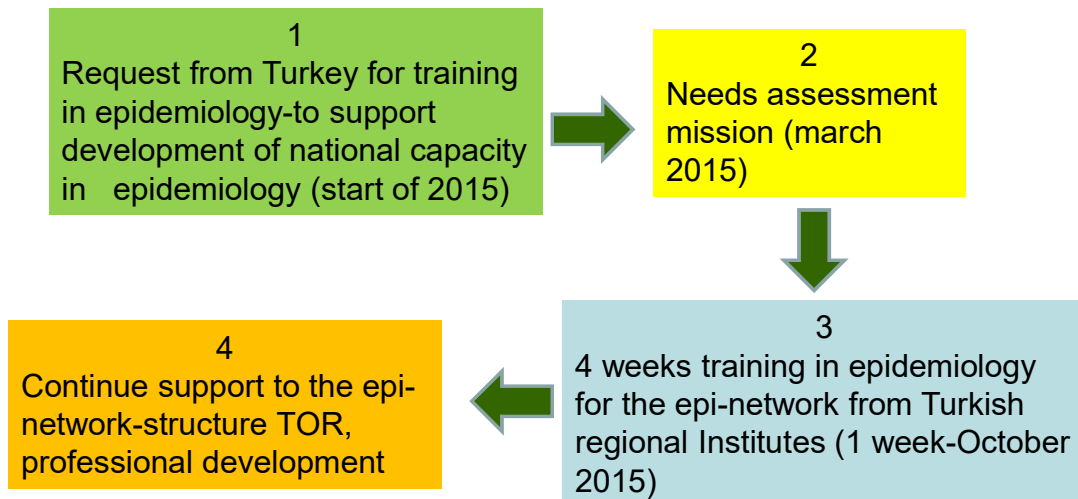 1
Request from Turkey for training
in epidemiology-to support
development of national capacity
in epidemiology (start of 2015)
2
Needs assessment
mission (march
2015)
3
4 weeks training in epidemiology
for the epi-network from Turkish
regional Institutes (1 week-October
2015)
4
Continue support to the epi-
network-structure TOR,
professional development